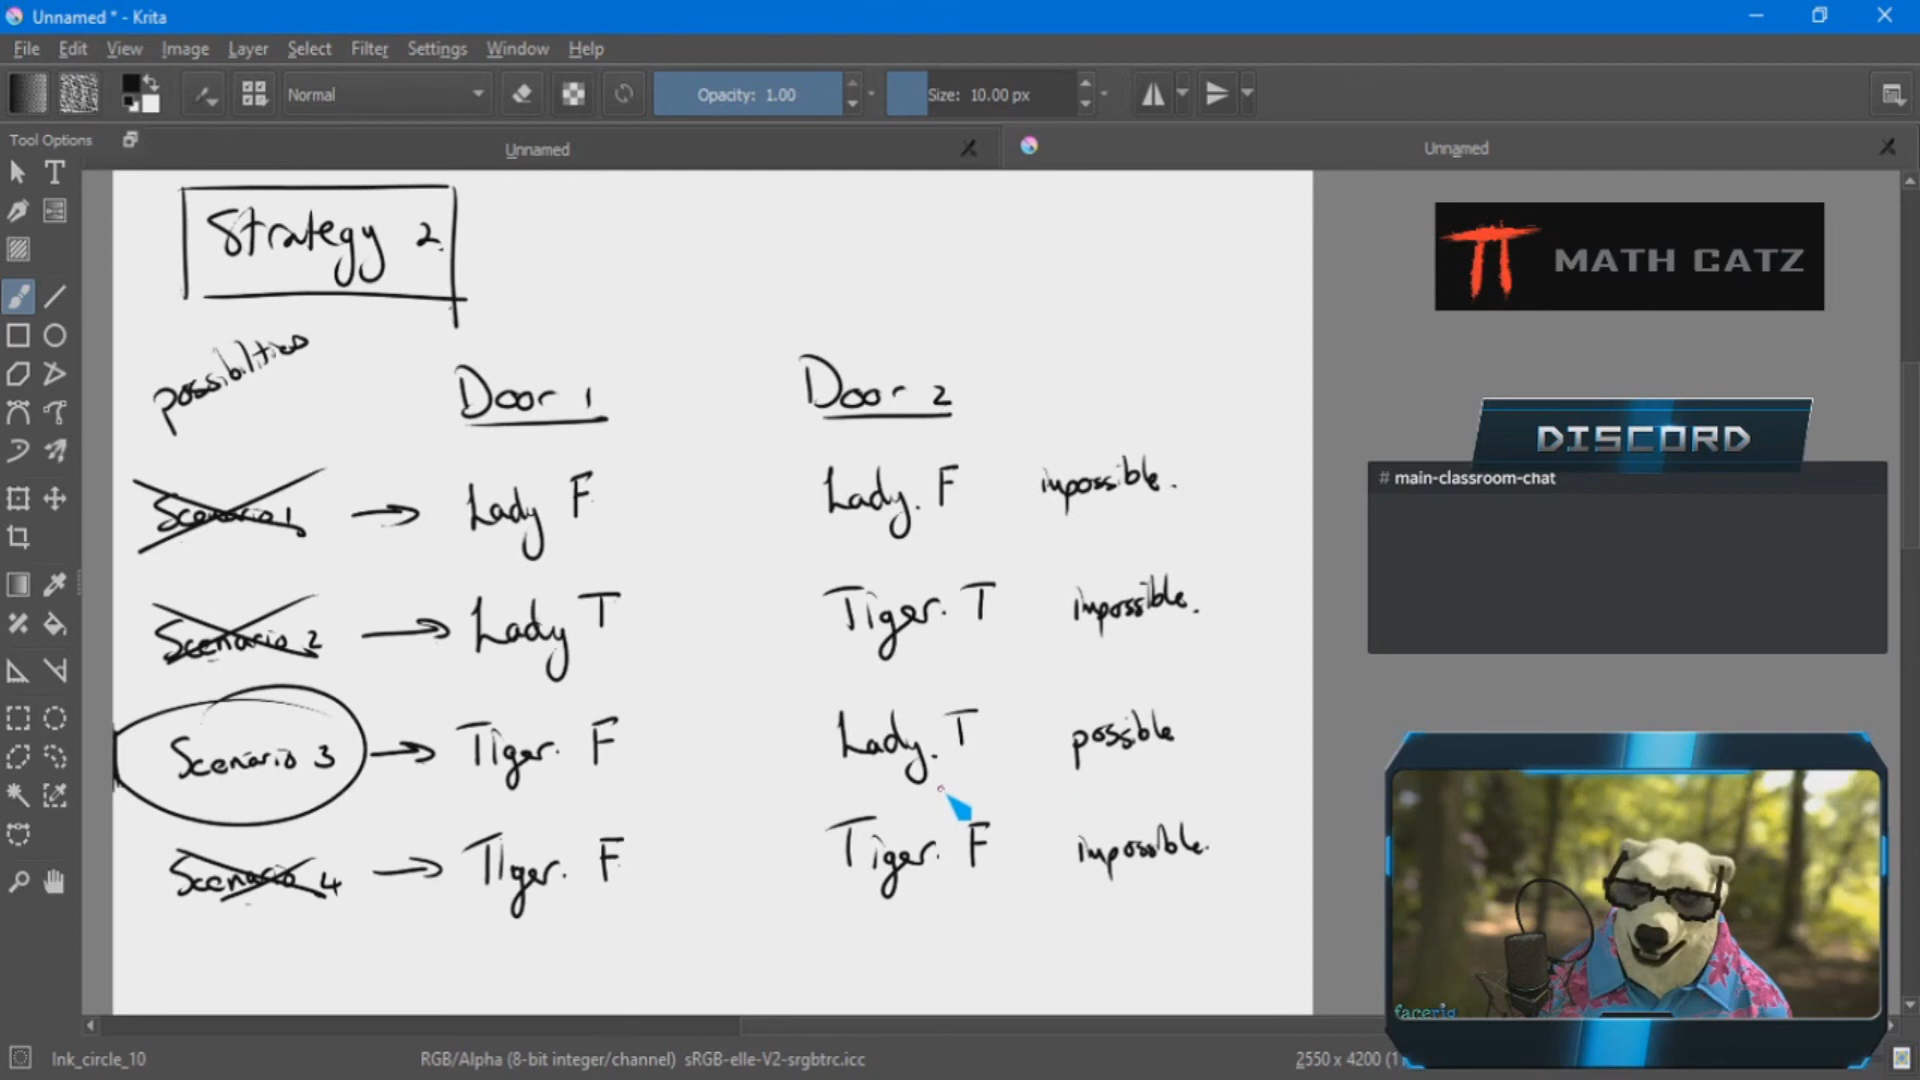 Unnamed * - Krita
File Edit View Image Layer Select Filter Settings Window Help
Normal Opacity: 1.00 Size: 10.00 px
Tool Options Unnamed Unnamed
Strategy 2.
MATH CATZ
possibilities Door 1 Door 2
DISCORD
# main-classroom-chat
Scenario 1 → Lady F Lady. F impossible.
Scenario 2 → Lady T Tiger. T impossible.
Scenario 3 → Tiger. F Lady. T possible
Scenario 4 → Tiger. F Tiger. F impossible.
facerig
Ink_circle_10 RGB/Alpha (8-bit integer/channel) sRGB-elle-V2-srgbtrc.icc 2550 x 4200 (1